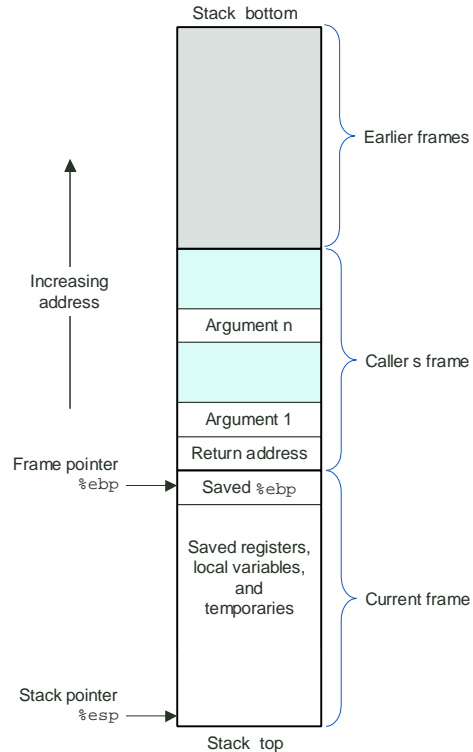 Stack bottom
Earlier frames
Increasing
address
Argument n
Caller s frame
Argument 1
Return address
Frame pointer
%ebp
Saved %ebp
Saved registers,
local variables,
and
temporaries
Current frame
Stack pointer
%esp
Stack top